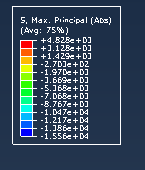 S, Max. Principal (Abs)
(Avg: 75%)
+4.828e+03
+3.128e+03
+1.429e+03
-2.703e+02
-1.970e+03
-3.669e+03
-5.368e+03
-7.068e+03
-8.767e+03
-1.047e+04
-1.217e+04
-1.386e+04
-1.556e+04